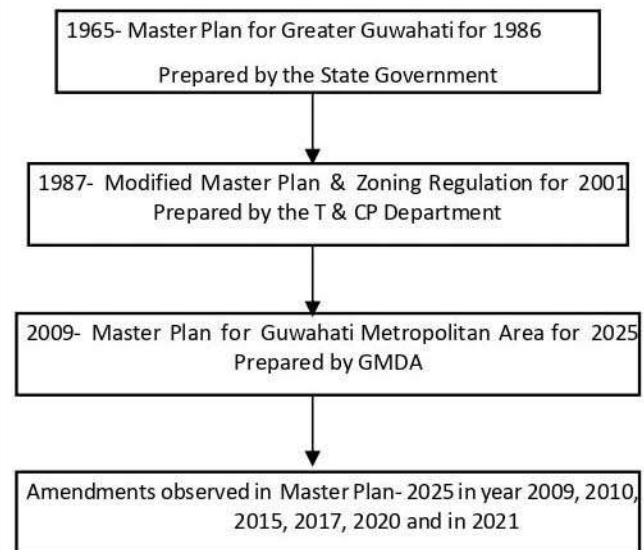 1965- Master Plan for Greater Guwahati for 1986
Prepared by the State Government
1987- Modified Master Plan & Zoning Regulation for 2001
Prepared by the T & CP Department
2009- Master Plan for Guwahati Metropolitan Area for 2025
Prepared by GMDA
Amendments observed in Master Plan- 2025 in year 2009, 2010,
2015, 2017, 2020 and in 2021